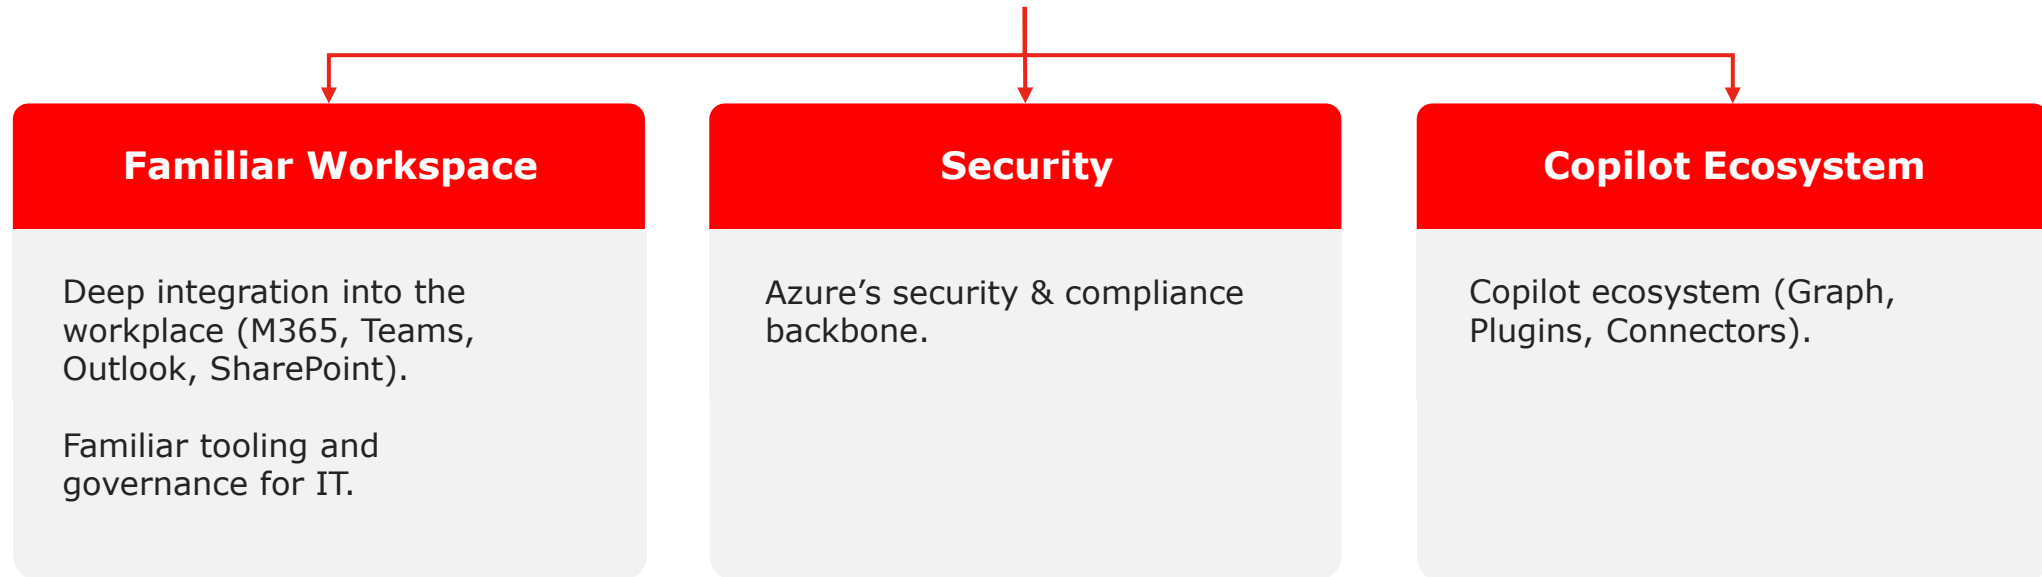 Familiar Workspace
Deep integration into the
workplace (M365, Teams,
Outlook, SharePoint).
Familiar tooling and
governance for IT.
Security
Azure’s security & compliance
backbone.
Copilot Ecosystem
Copilot ecosystem (Graph,
Plugins, Connectors).